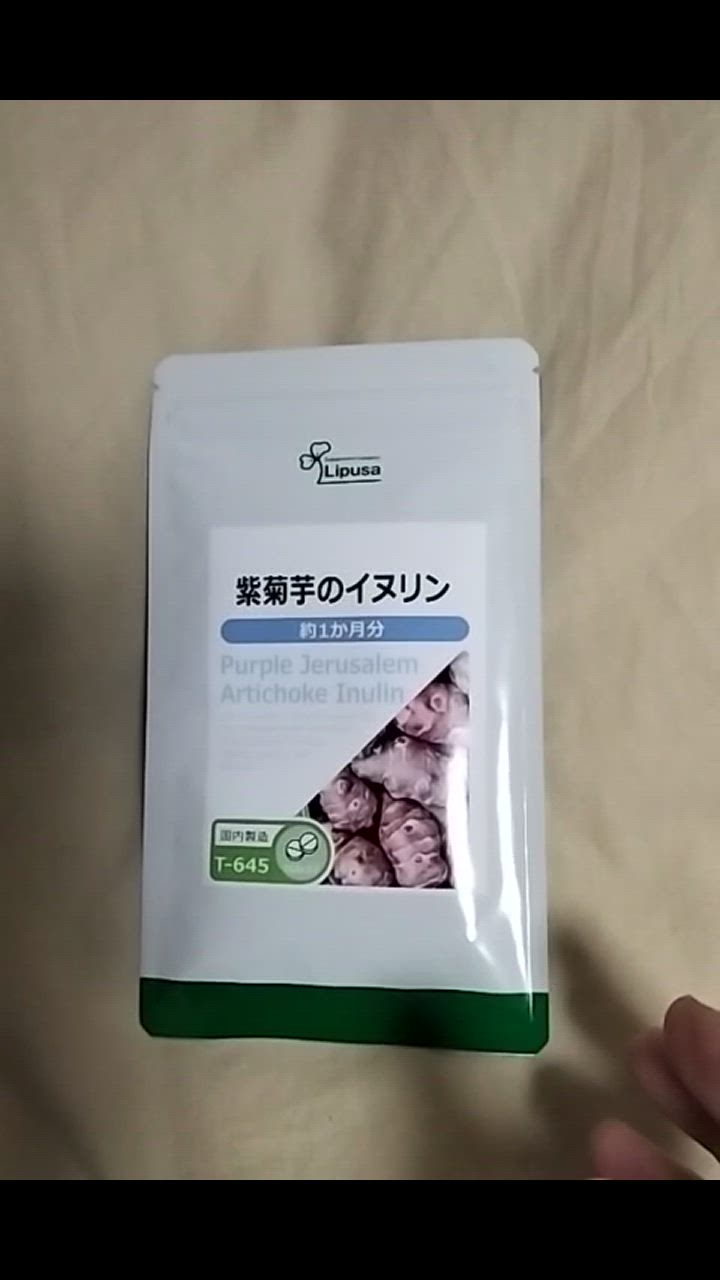 Lipusa
紫菊芋のイヌリン
約1か月分
Purple Jerusalem
Artichoke Inulin
国内製造
T-645